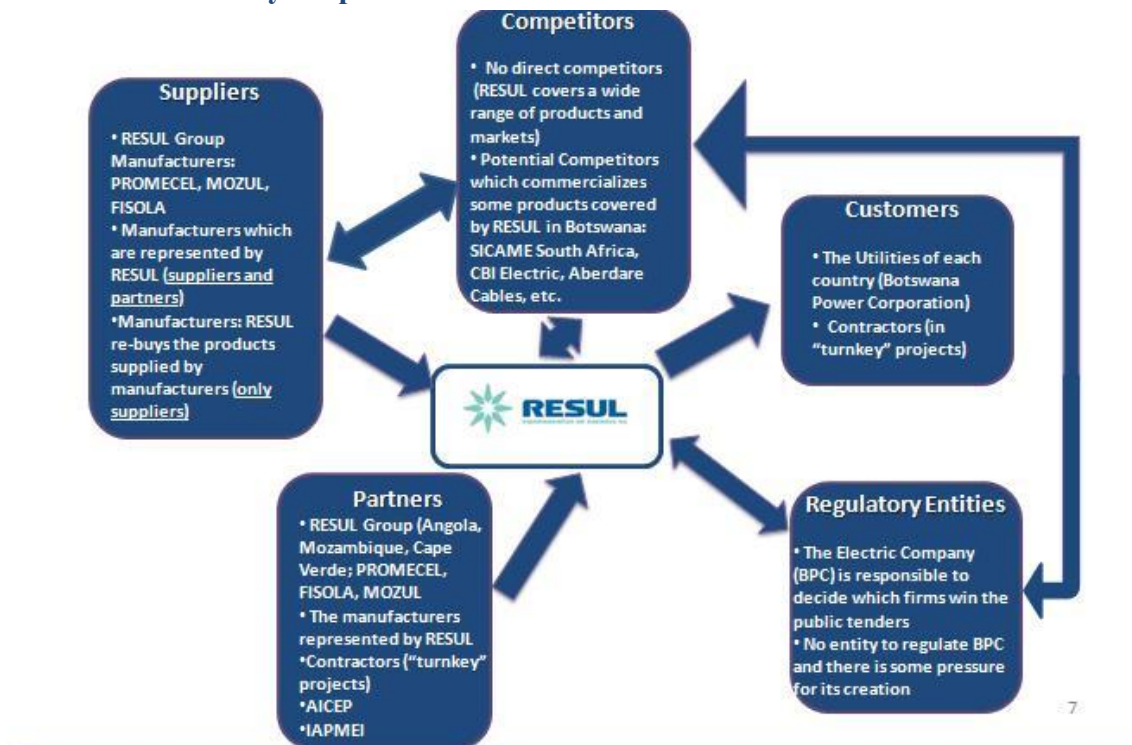 Competitors
• No direct competitors
(RESUL covers a wide
range of products and
markets)
• Potential Competitors
which commercializes
some products covered
by RESUL in Botswana:
SICAME South Africa,
CBI Electric, Aberdare
Cables, etc.
Suppliers
• RESUL Group
Manufacturers:
PROMECEL, MOZUL,
FISOLA
• Manufacturers which
are represented by
RESUL (suppliers and
partners)
•Manufacturers: RESUL
re-buys the products
supplied by
manufacturers (only
suppliers)
Customers
• The Utilities of each
country (Botswana
Power Corporation)
• Contractors (in
"turnkey" projects)
RESUL
Partners
• RESUL Group (Angola,
Mozambique, Cape
Verde; PROMECEL,
FISOLA, MOZUL
• The manufacturers
represented by RESUL
•Contractors ("turnkey"
projects)
•AICEP
•IAPMEI
Regulatory Entities
• The Electric Company
(BPC) is responsible to
decide which firms win the
public tenders
• No entity to regulate BPC
and there is some pressure
for its creation
7